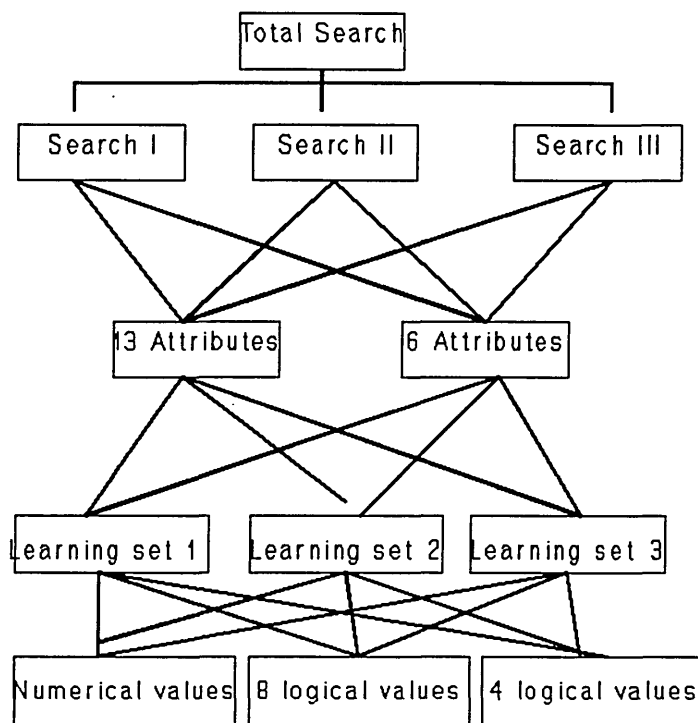 Total Search
Search I
Search II
Search III
13 Attributes
6 Attributes
Learning set 1
Learning set 2
Learning set 3
Numerical values
8 logical values
4 logical values